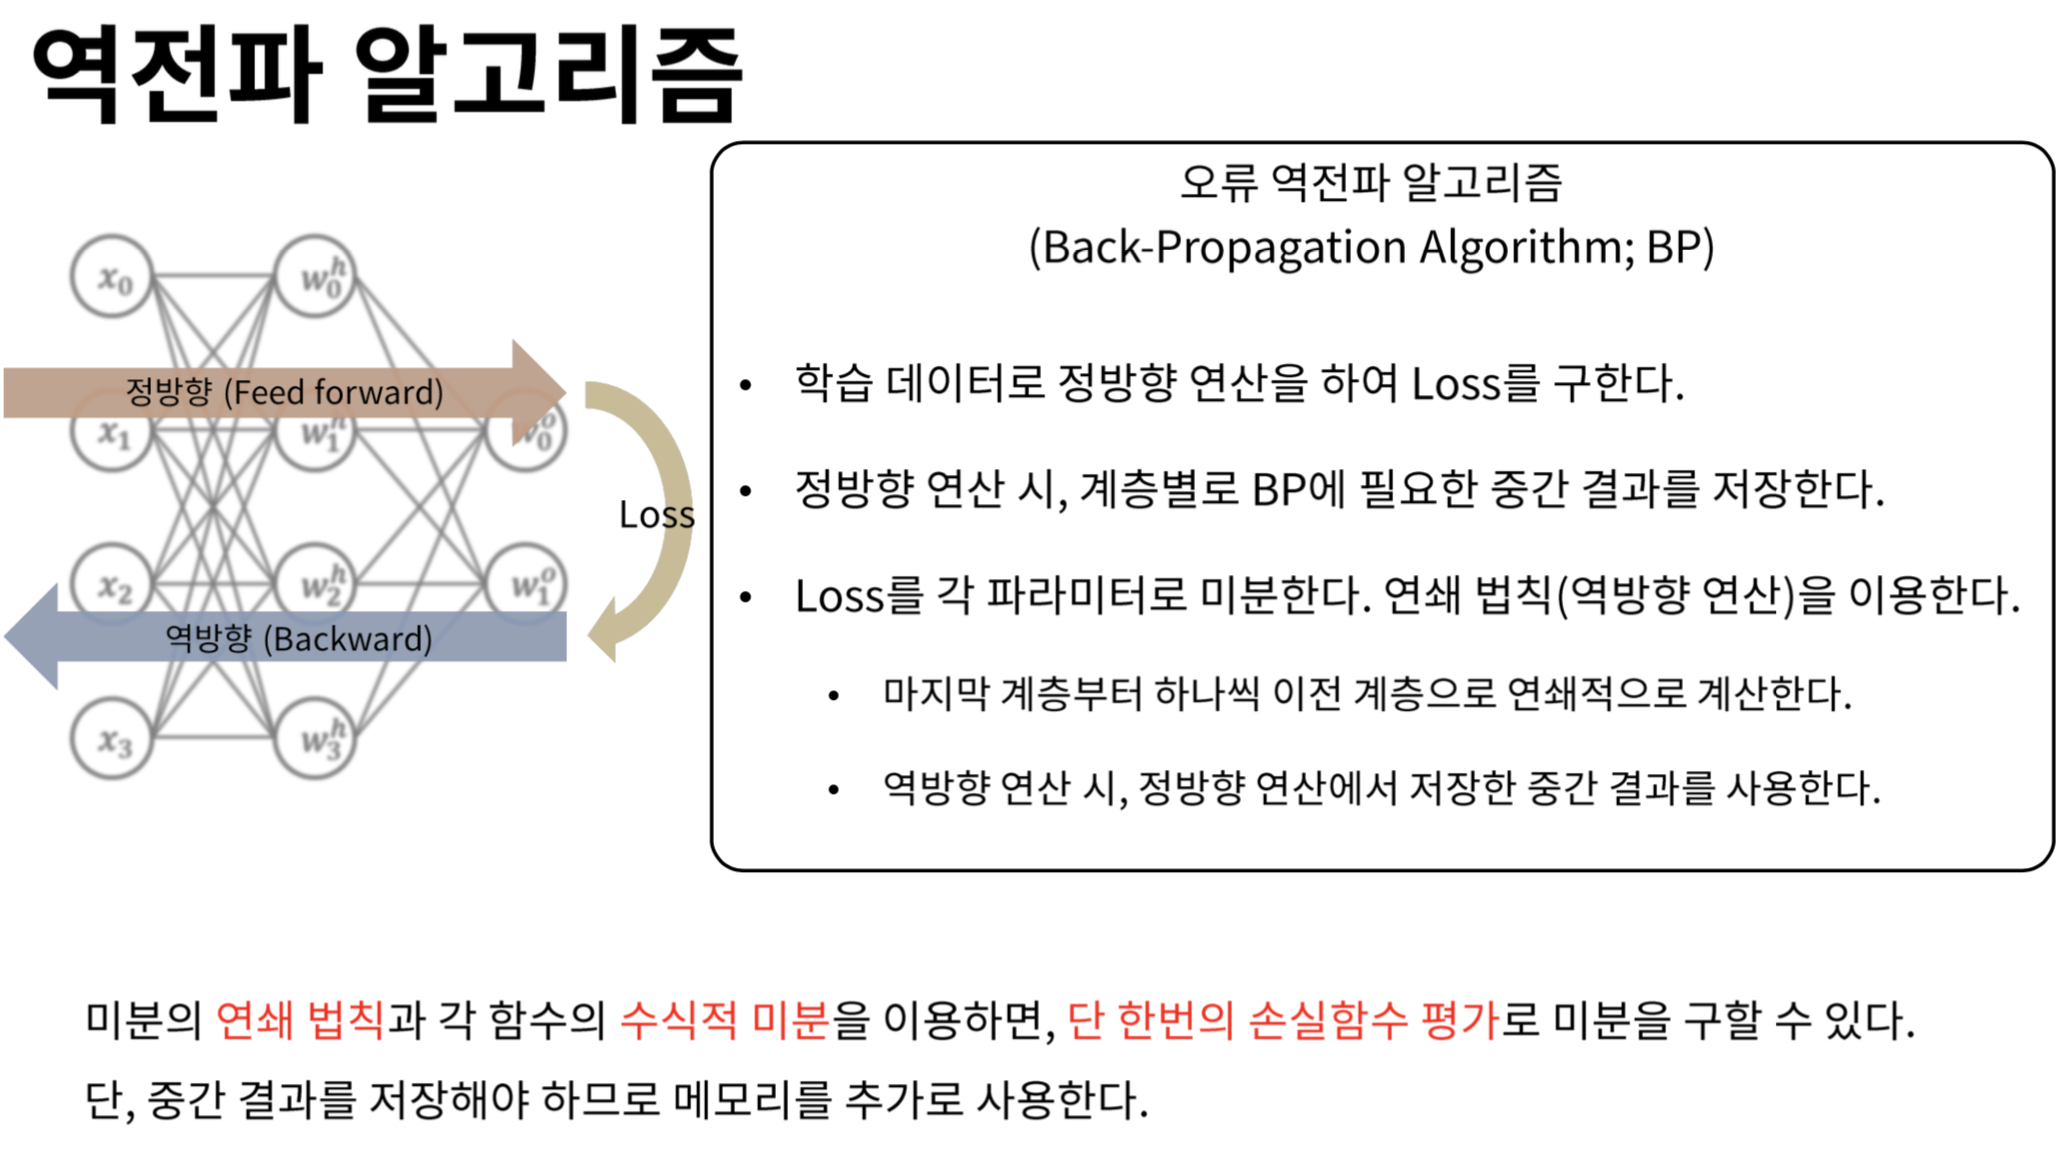 역전파 알고리즘
오류 역전파 알고리즘
(Back-Propagation Algorithm; BP)
• 학습 데이터로 정방향 연산을 하여 Loss를 구한다.
• 정방향 연산 시, 계층별로 BP에 필요한 중간 결과를 저장한다.
• Loss를 각 파라미터로 미분한다. 연쇄 법칙(역방향 연산)을 이용한다.
• 마지막 계층부터 하나씩 이전 계층으로 연쇄적으로 계산한다.
• 역방향 연산 시, 정방향 연산에서 저장한 중간 결과를 사용한다.
x₀ w₀ʰ
정방향 (Feed forward)
x₁ w₁ʰ w₀ᵒ
Loss
x₂ w₂ʰ w₁ᵒ
역방향 (Backward)
x₃ w₃ʰ
미분의 연쇄 법칙과 각 함수의 수식적 미분을 이용하면, 단 한번의 손실함수 평가로 미분을 구할 수 있다.
단, 중간 결과를 저장해야 하므로 메모리를 추가로 사용한다.